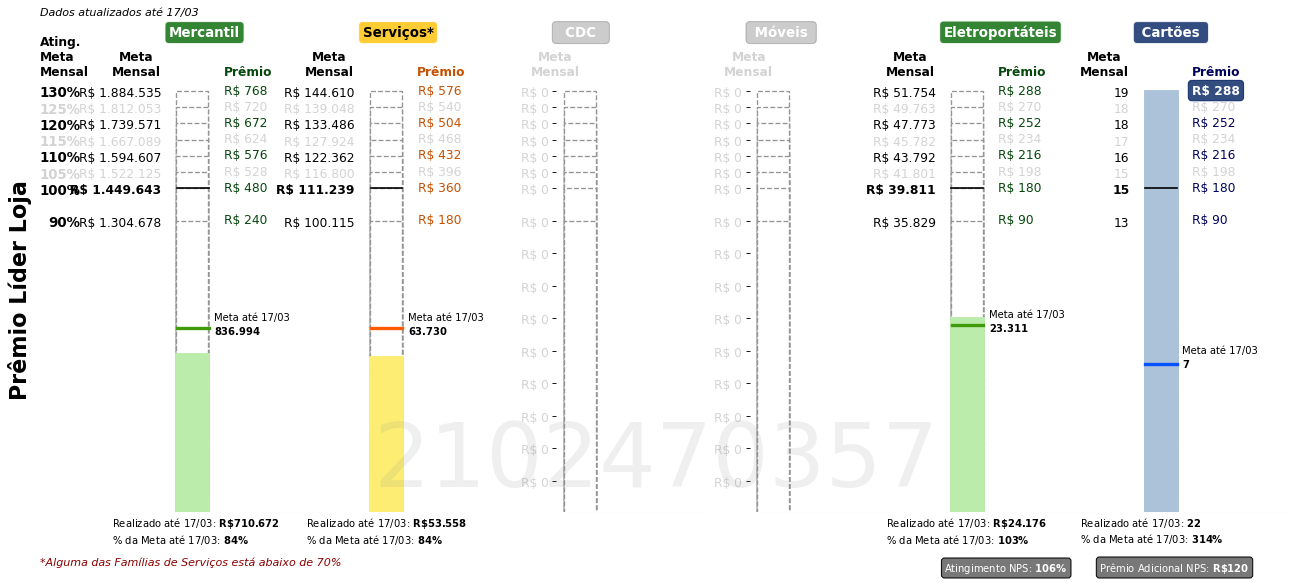 Dados atualizados até 17/03
Mercantil
Serviços*
CDC
Móveis
Eletroportáteis
Cartões
Ating. Meta Mensal
Meta Mensal Prêmio
Meta Mensal Prêmio
Meta Mensal
Meta Mensal
Meta Mensal Prêmio
Meta Mensal Prêmio
130% R$ 1.884.535 R$ 768 R$ 144.610 R$ 576 R$ 0 R$ 0 R$ 51.754 R$ 288 19 R$ 288
125% R$ 1.812.053 R$ 720 R$ 139.048 R$ 540 R$ 0 R$ 0 R$ 49.763 R$ 270 18 R$ 270
120% R$ 1.739.571 R$ 672 R$ 133.486 R$ 504 R$ 0 R$ 0 R$ 47.773 R$ 252 18 R$ 252
115% R$ 1.667.089 R$ 624 R$ 127.924 R$ 468 R$ 0 R$ 0 R$ 45.782 R$ 234 17 R$ 234
110% R$ 1.594.607 R$ 576 R$ 122.362 R$ 432 R$ 0 R$ 0 R$ 43.792 R$ 216 16 R$ 216
105% R$ 1.522.125 R$ 528 R$ 116.800 R$ 396 R$ 0 R$ 0 R$ 41.801 R$ 198 15 R$ 198
100% R$ 1.449.643 R$ 480 R$ 111.239 R$ 360 R$ 0 R$ 0 R$ 39.811 R$ 180 15 R$ 180
90% R$ 1.304.678 R$ 240 R$ 100.115 R$ 180 R$ 0 R$ 0 R$ 35.829 R$ 90 13 R$ 90
R$ 0 R$ 0
R$ 0 R$ 0
R$ 0 R$ 0
R$ 0 R$ 0
R$ 0 R$ 0
R$ 0 R$ 0
R$ 0 R$ 0
R$ 0 R$ 0
Prêmio Líder Loja
Meta até 17/03
836.994
Meta até 17/03
63.730
Meta até 17/03
23.311
Meta até 17/03
7
2102470357
Realizado até 17/03: R$710.672
% da Meta até 17/03: 84%
Realizado até 17/03: R$53.558
% da Meta até 17/03: 84%
Realizado até 17/03: R$24.176
% da Meta até 17/03: 103%
Realizado até 17/03: 22
% da Meta até 17/03: 314%
*Alguma das Famílias de Serviços está abaixo de 70%
Atingimento NPS: 106%
Prêmio Adicional NPS: R$120